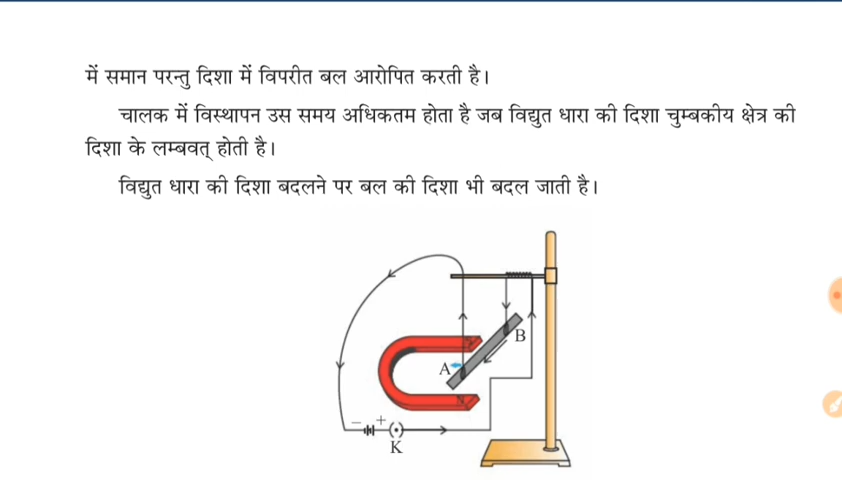 में समान परन्तु दिशा में विपरीत बल आरोपित करती है।
चालक में विस्थापन उस समय अधिकतम होता है जब विद्युत धारा की दिशा चुम्बकीय क्षेत्र की
दिशा के लम्बवत् होती है।
विद्युत धारा की दिशा बदलने पर बल की दिशा भी बदल जाती है।
B
A
N
− +
K